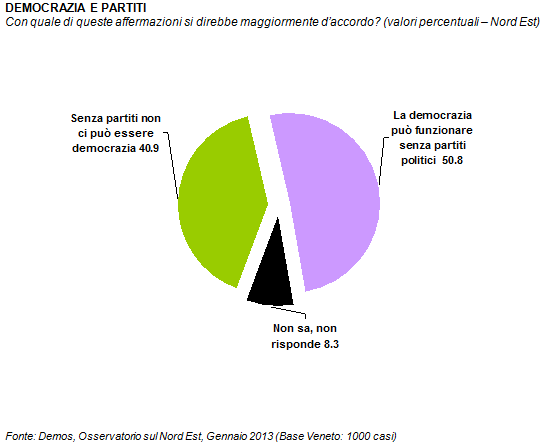 DEMOCRAZIA E PARTITI
Con quale di queste affermazioni si direbbe maggiormente d'accordo? (valori percentuali – Nord Est)
Senza partiti non
ci può essere
democrazia 40.9
La democrazia
può funzionare
senza partiti
politici 50.8
Non sa, non
risponde 8.3
Fonte: Demos, Osservatorio sul Nord Est, Gennaio 2013 (Base Veneto: 1000 casi)